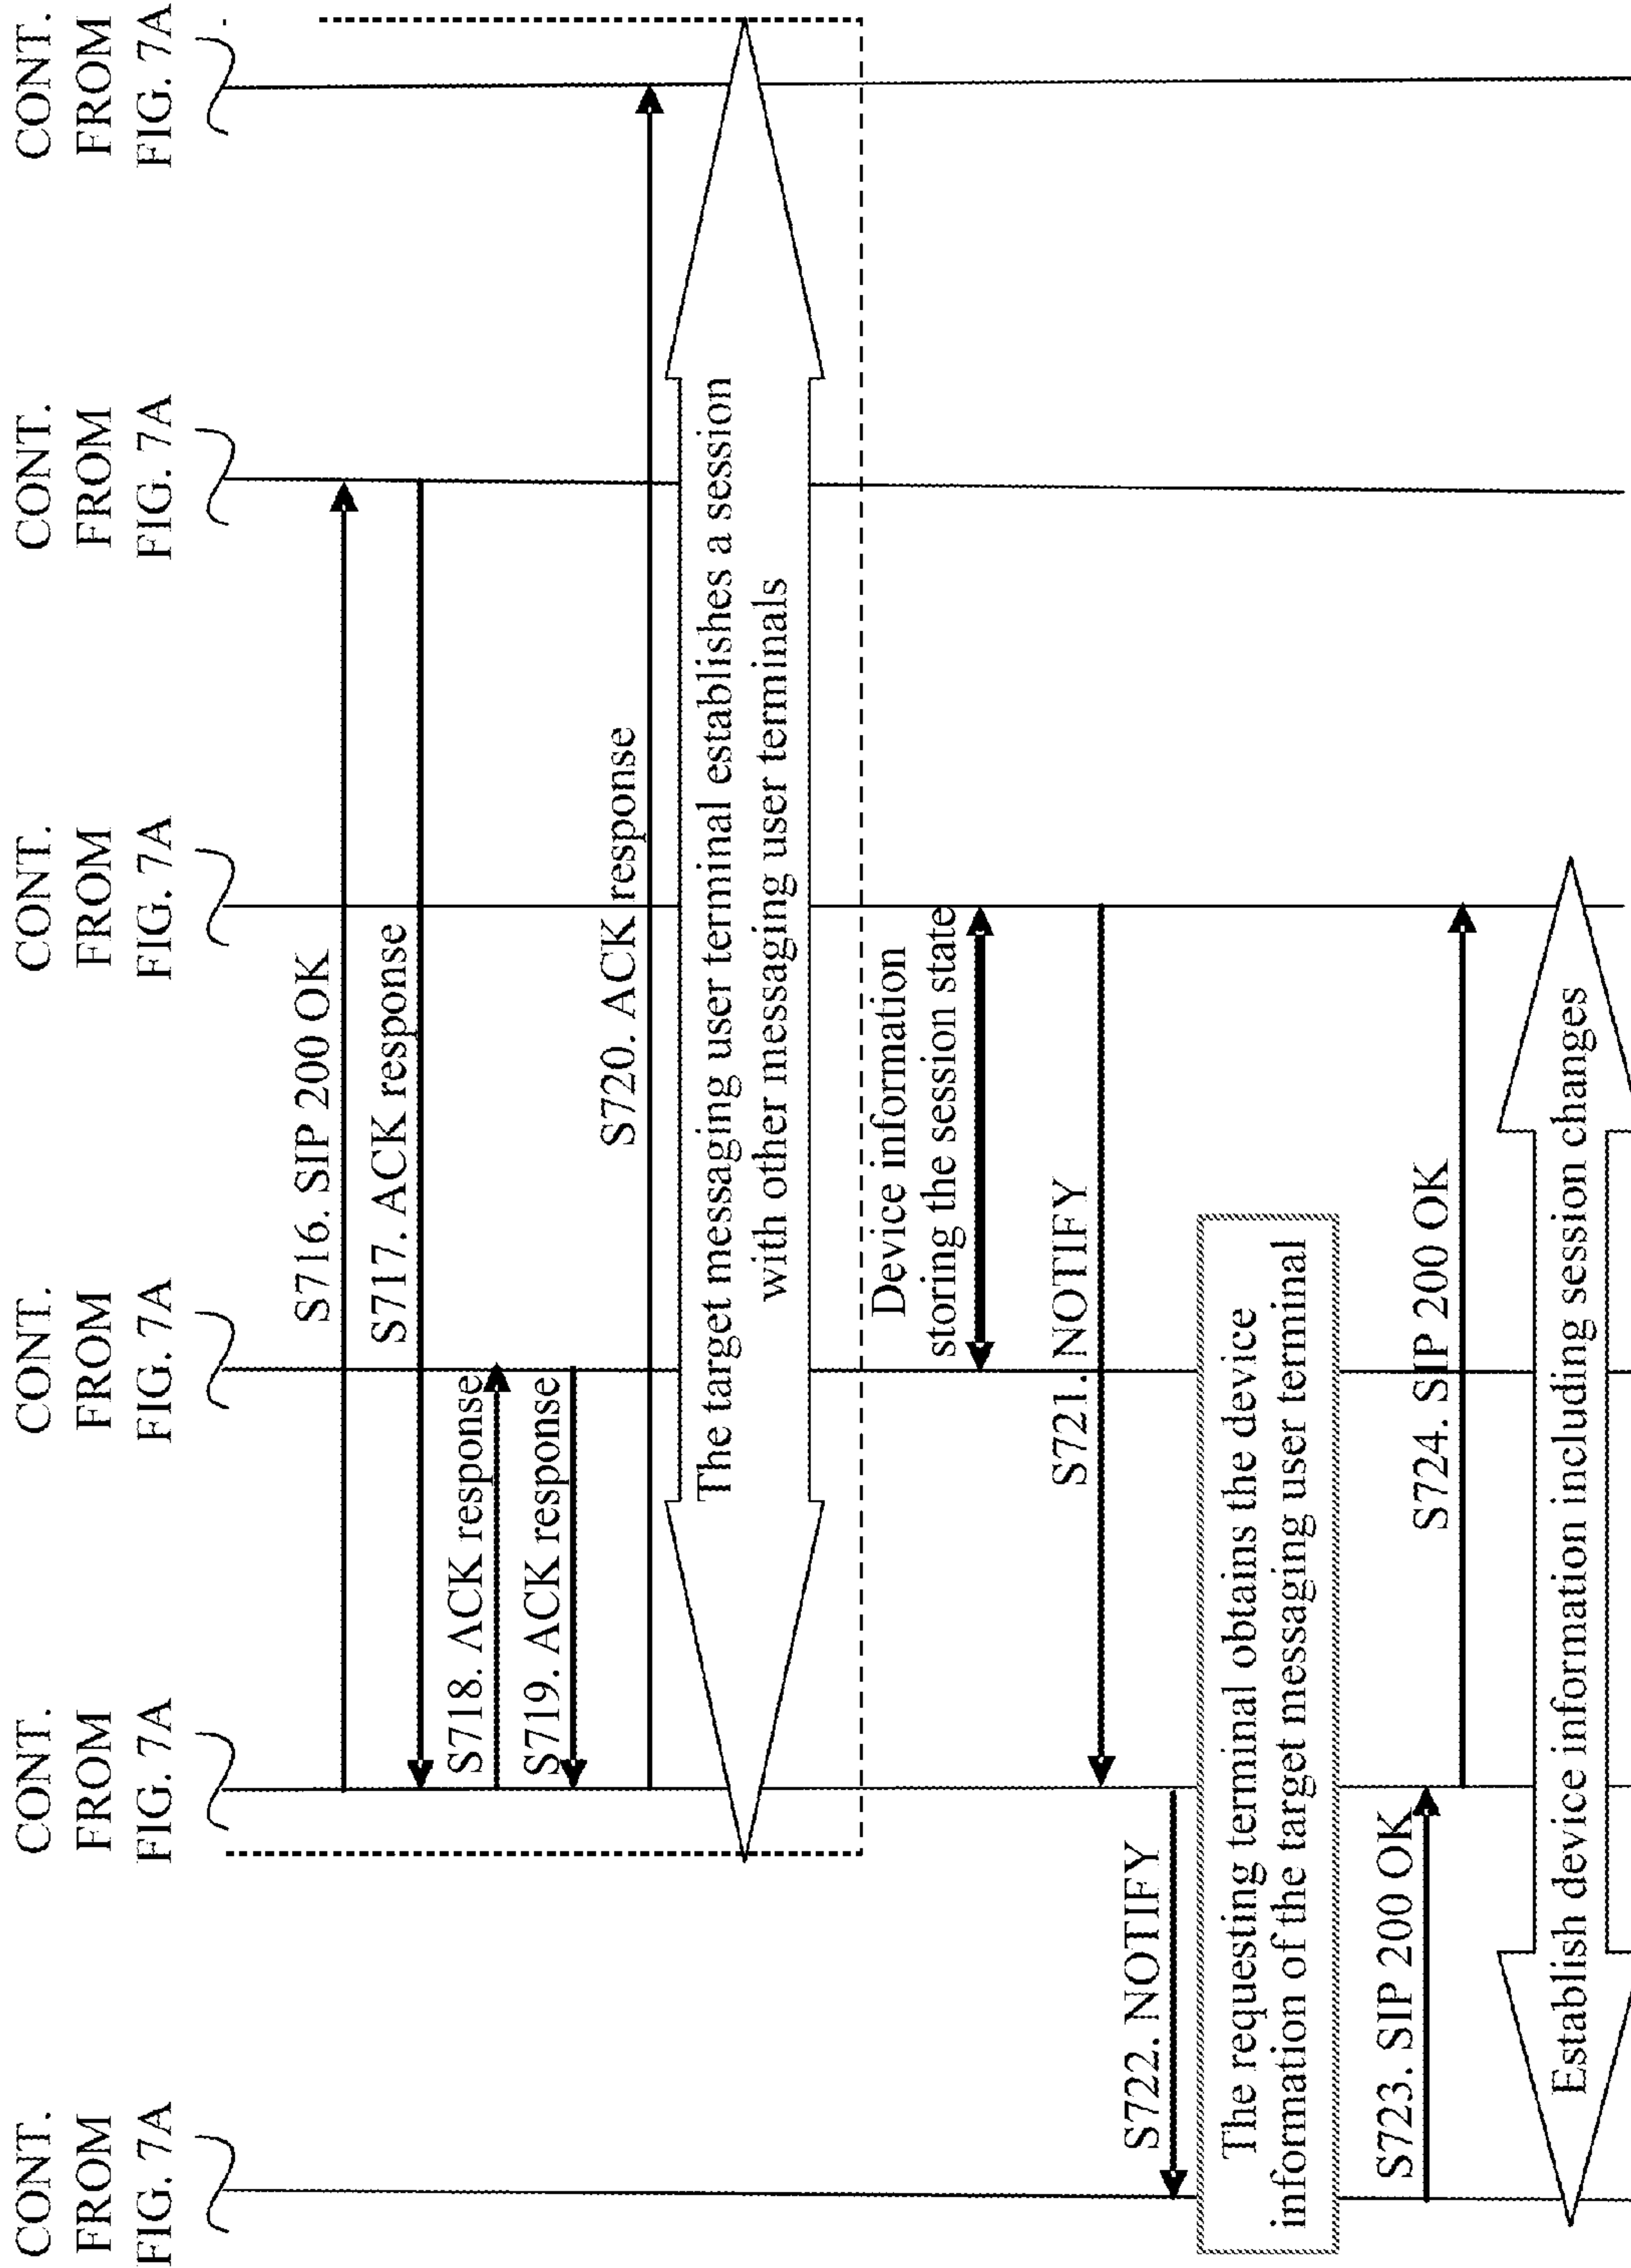 CONT.
FROM
FIG. 7A
CONT.
FROM
FIG. 7A
CONT.
FROM
FIG. 7A
CONT.
FROM
FIG. 7A
CONT.
FROM
FIG. 7A
CONT.
FROM
FIG. 7A
S716. SIP 200 OK
S717. ACK response
S718. ACK response
S719. ACK response
S720. ACK response
The target messaging user terminal establishes a session
with other messaging user terminals
Device information
storing the session state
S721. NOTIFY
S722. NOTIFY
The requesting terminal obtains the device
information of the target messaging user terminal
S723. SIP 200 OK
S724. SIP 200 OK
Establish device information including session changes